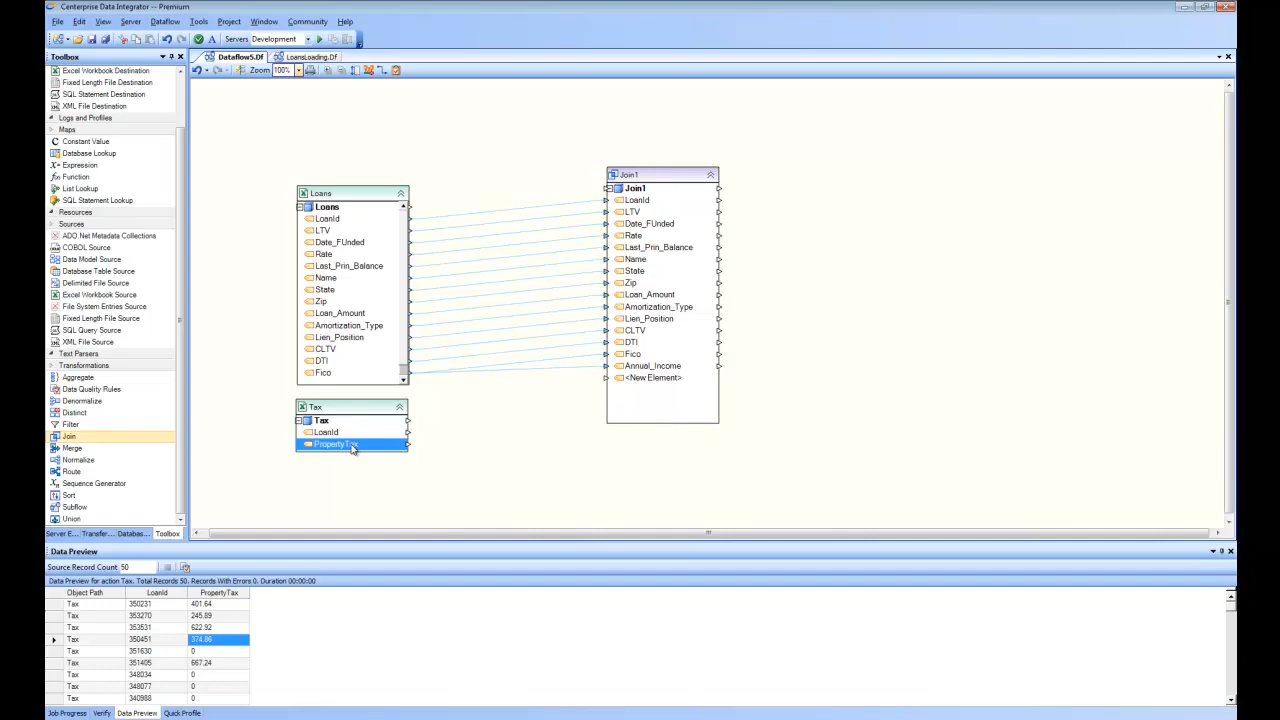 Centerprise Data Integrator -- Premium
File Edit View Server Dataflow Tools Project Window Community Help
Servers Development
Toolbox
Dataflow5.Df LoansLoading.Df
Zoom 100%
Excel Workbook Destination
Fixed Length File Destination
SQL Statement Destination
XML File Destination
Logs and Profiles
Maps
Constant Value
Database Lookup
Expression
Function
List Lookup
SQL Statement Lookup
Resources
Sources
ADO.Net Metadata Collections
COBOL Source
Data Model Source
Database Table Source
Delimited File Source
Excel Workbook Source
File System Entries Source
Fixed Length File Source
SQL Query Source
XML File Source
Text Parsers
Transformations
Aggregate
Data Quality Rules
Denormalize
Distinct
Filter
Join
Merge
Normalize
Route
Sequence Generator
Sort
Subflow
Union
Server E... Transfer... Databas... Toolbox
Loans
Loans
LoanId
LTV
Date_FUnded
Rate
Last_Prin_Balance
Name
State
Zip
Loan_Amount
Amortization_Type
Lien_Position
CLTV
DTI
Fico
Tax
Tax
LoanId
PropertyTax
Join1
Join1
LoanId
LTV
Date_FUnded
Rate
Last_Prin_Balance
Name
State
Zip
Loan_Amount
Amortization_Type
Lien_Position
CLTV
DTI
Fico
Annual_Income
<New Element>
Data Preview
Source Record Count 50
Data Preview for action Tax. Total Records 50. Records With Errors 0. Duration 00:00:00
Object Path LoanId PropertyTax
Tax 350231 401.64
Tax 353270 245.89
Tax 353531 622.92
Tax 350451 374.86
Tax 351630 0
Tax 351405 667.24
Tax 348034 0
Tax 348077 0
Tax 340988 0
Job Progress Verify Data Preview Quick Profile